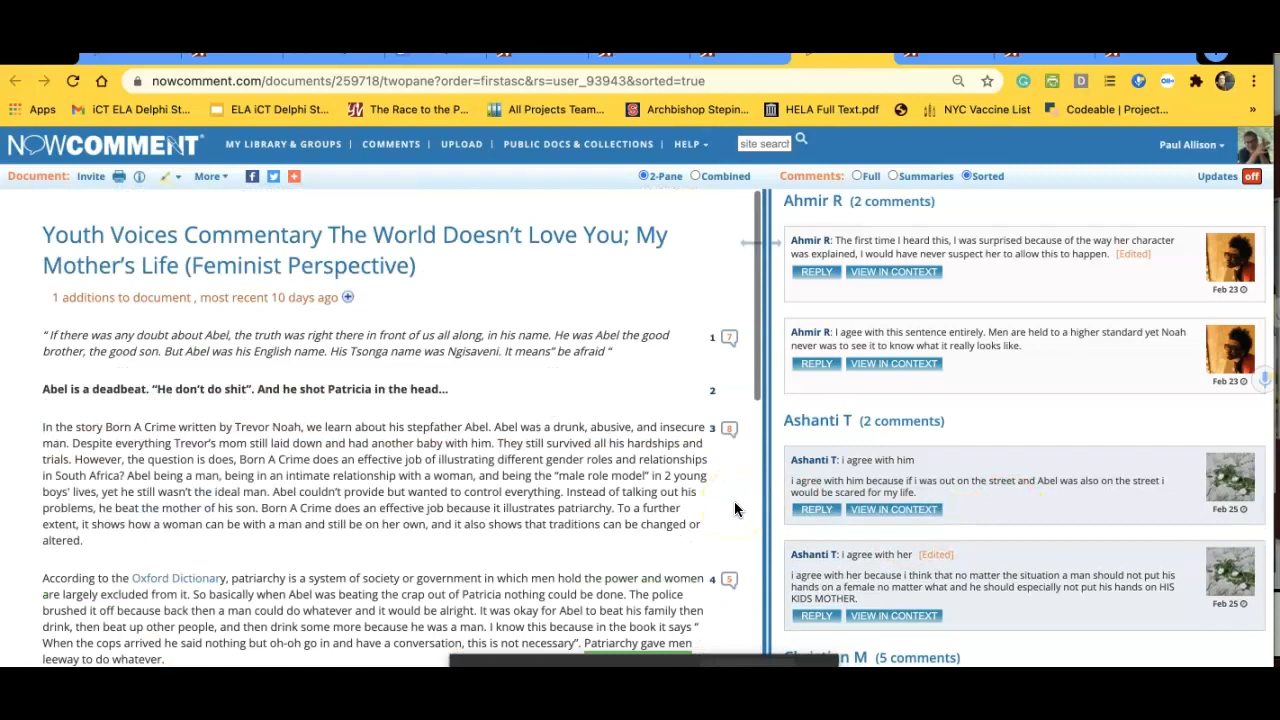 nowcomment.com/documents/259718/twopane?order=firstasc&rs=user_93943&sorted=true
Apps
iCT ELA Delphi St...
ELA iCT Delphi St...
The Race to the P...
All Projects Team...
Archbishop Stepin...
HELA Full Text.pdf
NYC Vaccine List
Codeable | Project...
»
NOWCOMMENT
MY LIBRARY & GROUPS | COMMENTS | UPLOAD | PUBLIC DOCS & COLLECTIONS | HELP
site search
Paul Allison
Document: Invite More 2-Pane Combined
Comments: Full Summaries Sorted Updates off
Youth Voices Commentary The World Doesn't Love You; My
Mother's Life (Feminist Perspective)
1 additions to document , most recent 10 days ago
“ If there was any doubt about Abel, the truth was right there in front of us all along, in his name. He was Abel the good 1 7
brother, the good son. But Abel was his English name. His Tsonga name was Ngisaveni. It means” be afraid “
Abel is a deadbeat. “He don't do shit”. And he shot Patricia in the head... 2
In the story Born A Crime written by Trevor Noah, we learn about his stepfather Abel. Abel was a drunk, abusive, and insecure 3 8
man. Despite everything Trevor's mom still laid down and had another baby with him. They still survived all his hardships and
trials. However, the question is does, Born A Crime does an effective job of illustrating different gender roles and relationships
in South Africa? Abel being a man, being in an intimate relationship with a woman, and being the “male role model” in 2 young
boys' lives, yet he still wasn't the ideal man. Abel couldn't provide but wanted to control everything. Instead of talking out his
problems, he beat the mother of his son. Born A Crime does an effective job because it illustrates patriarchy. To a further
extent, it shows how a woman can be with a man and still be on her own, and it also shows that traditions can be changed or
altered.
According to the Oxford Dictionary, patriarchy is a system of society or government in which men hold the power and women 4 5
are largely excluded from it. So basically when Abel was beating the crap out of Patricia nothing could be done. The police
brushed it off because back then a man could do whatever and it would be alright. It was okay for Abel to beat his family then
drink, then beat up other people, and then drink some more because he was a man. I know this because in the book it says “
When the cops arrived he said nothing but oh-oh go in and have a conversation, this is not necessary”. Patriarchy gave men
leeway to do whatever.
Ahmir R (2 comments)
Ahmir R: The first time I heard this, I was surprised because of the way her character
was explained, I would have never suspect her to allow this to happen. [Edited]
REPLY VIEW IN CONTEXT
Feb 23
Ahmir R: I agee with this sentence entirely. Men are held to a higher standard yet Noah
never was to see it to know what it really looks like.
REPLY VIEW IN CONTEXT
Feb 23
Ashanti T (2 comments)
Ashanti T: i agree with him
i agree with him because if i was out on the street and Abel was also on the street i
would be scared for my life.
REPLY VIEW IN CONTEXT
Feb 25
Ashanti T: i agree with her [Edited]
i agree with her because i think that no matter the situation a man should not put his
hands on a female no matter what and he should especially not put his hands on HIS
KIDS MOTHER.
REPLY VIEW IN CONTEXT
Feb 25
M (5 comments)